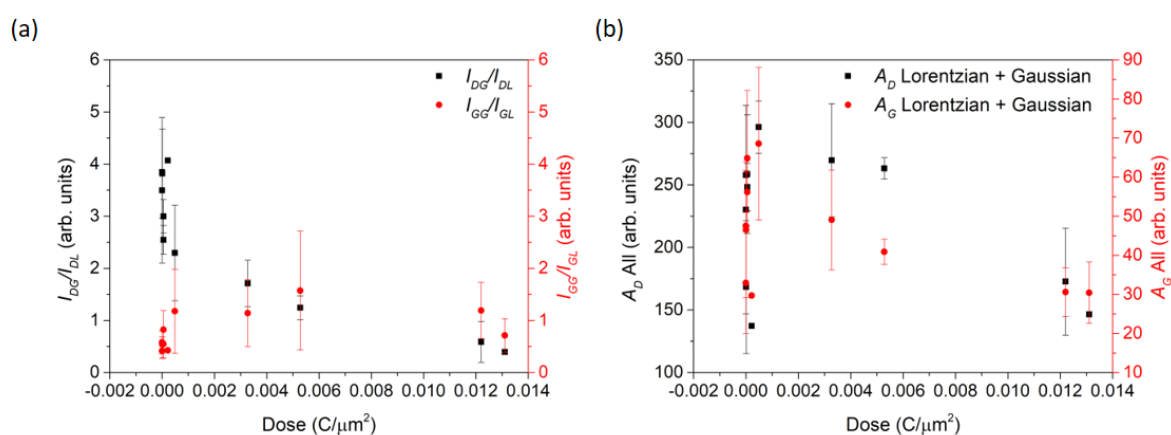 (a)
6
5
4
3
2
1
0
I_DG/I_DL (arb. units)
I_DG/I_DL
I_GG/I_GL
6
5
4
3
2
1
0
I_GG/I_GL (arb. units)
-0.002 0.000 0.002 0.004 0.006 0.008 0.010 0.012 0.014
Dose (C/μm²)
(b)
350
300
250
200
150
100
A_D All (arb. units)
A_D Lorentzian + Gaussian
A_G Lorentzian + Gaussian
90
80
70
60
50
40
30
20
10
A_G All (arb. units)
-0.002 0.000 0.002 0.004 0.006 0.008 0.010 0.012 0.014
Dose (C/μm²)